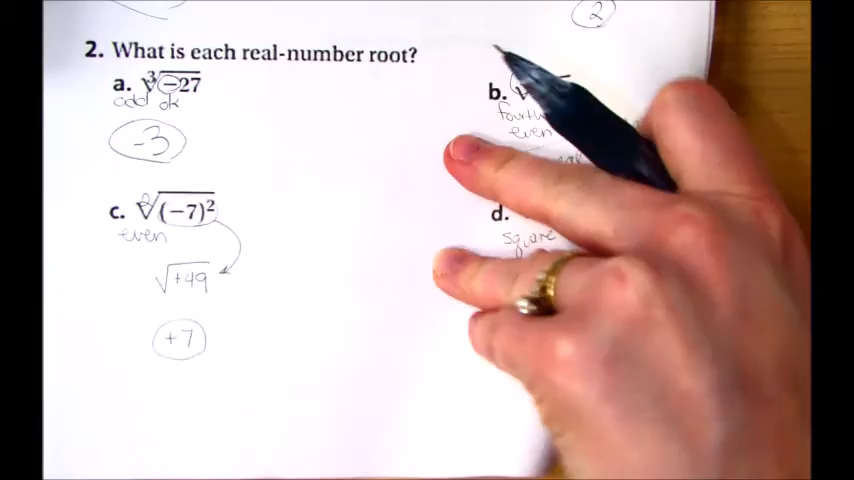 2
2. What is each real-number root?
a. ∛-27
odd ok
-3
b.
fourth
even
c. ²√(-7)²
even
√+49
+7
d.
square